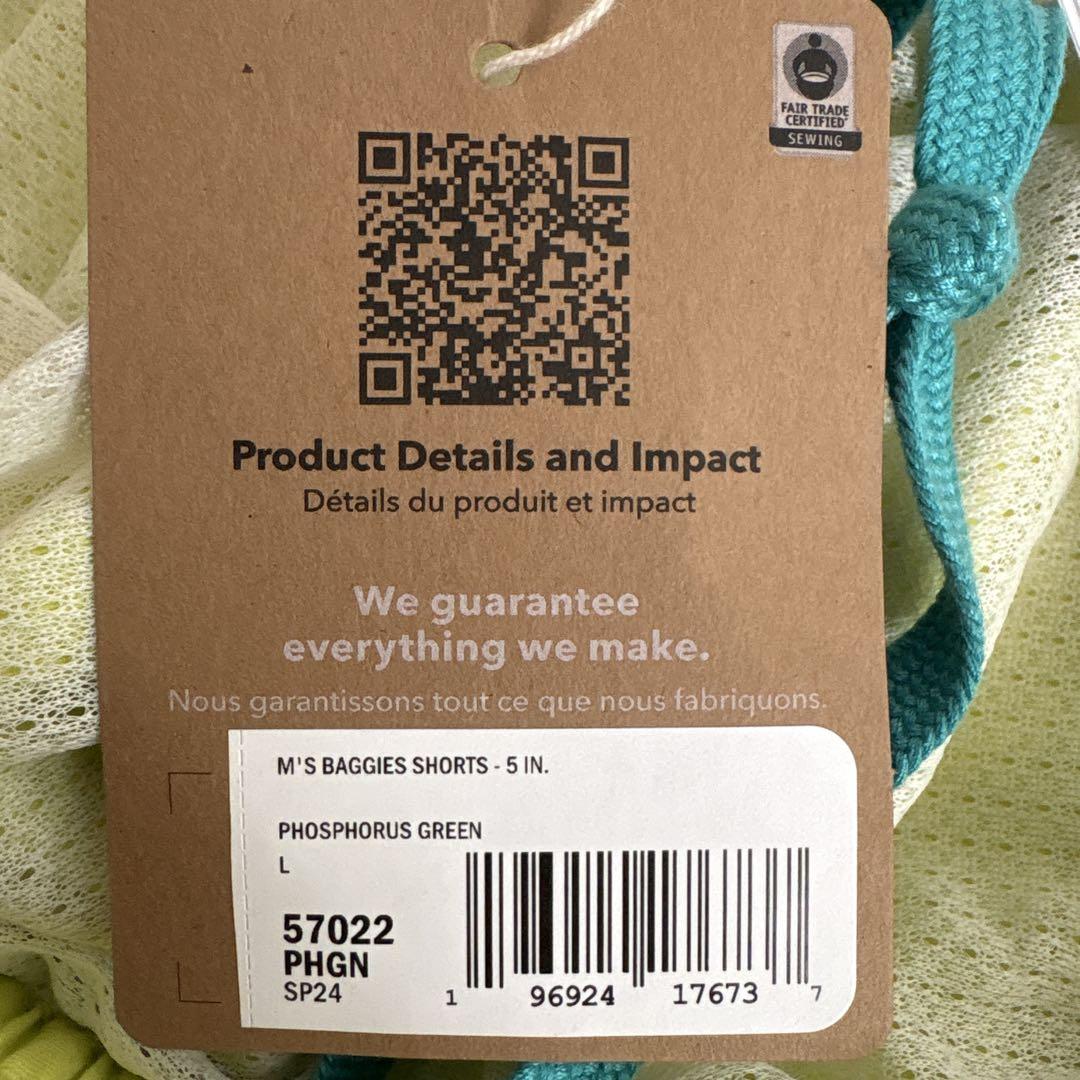 FAIR TRADE
CERTIFIED
SEWING
Product Details and Impact
Détails du produit et impact
We guarantee
everything we make.
Nous garantissons tout ce que nous fabriquons.
M'S BAGGIES SHORTS - 5 IN.
PHOSPHORUS GREEN
L
57022
PHGN
SP24
1 96924 17673 7